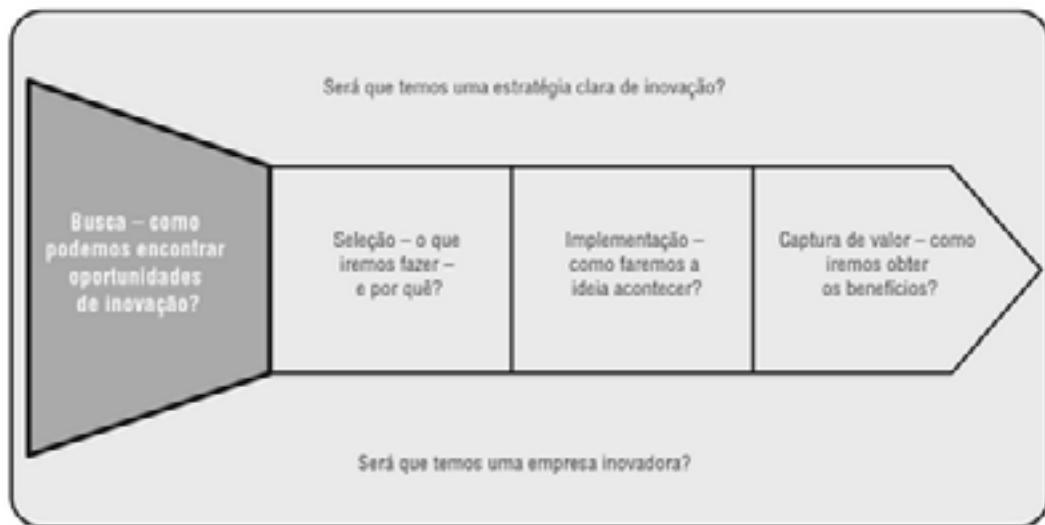 Será que temos uma estratégia clara de inovação?
Busca – como
podemos encontrar
oportunidades
de inovação?
Seleção – o que
iremos fazer –
e por quê?
Implementação –
como faremos a
ideia acontecer?
Captura de valor – como
iremos obter
os benefícios?
Será que temos uma empresa inovadora?